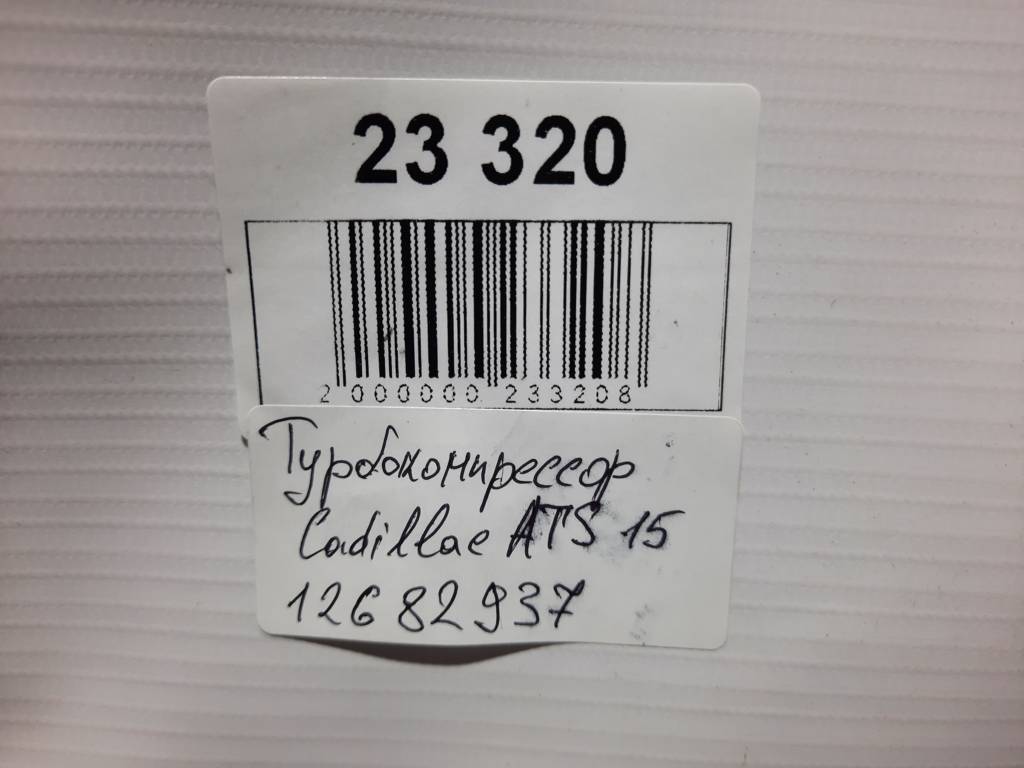 23 320
2 000000 233208
Турбокомпрессор
Cadillac ATS 15
12682937